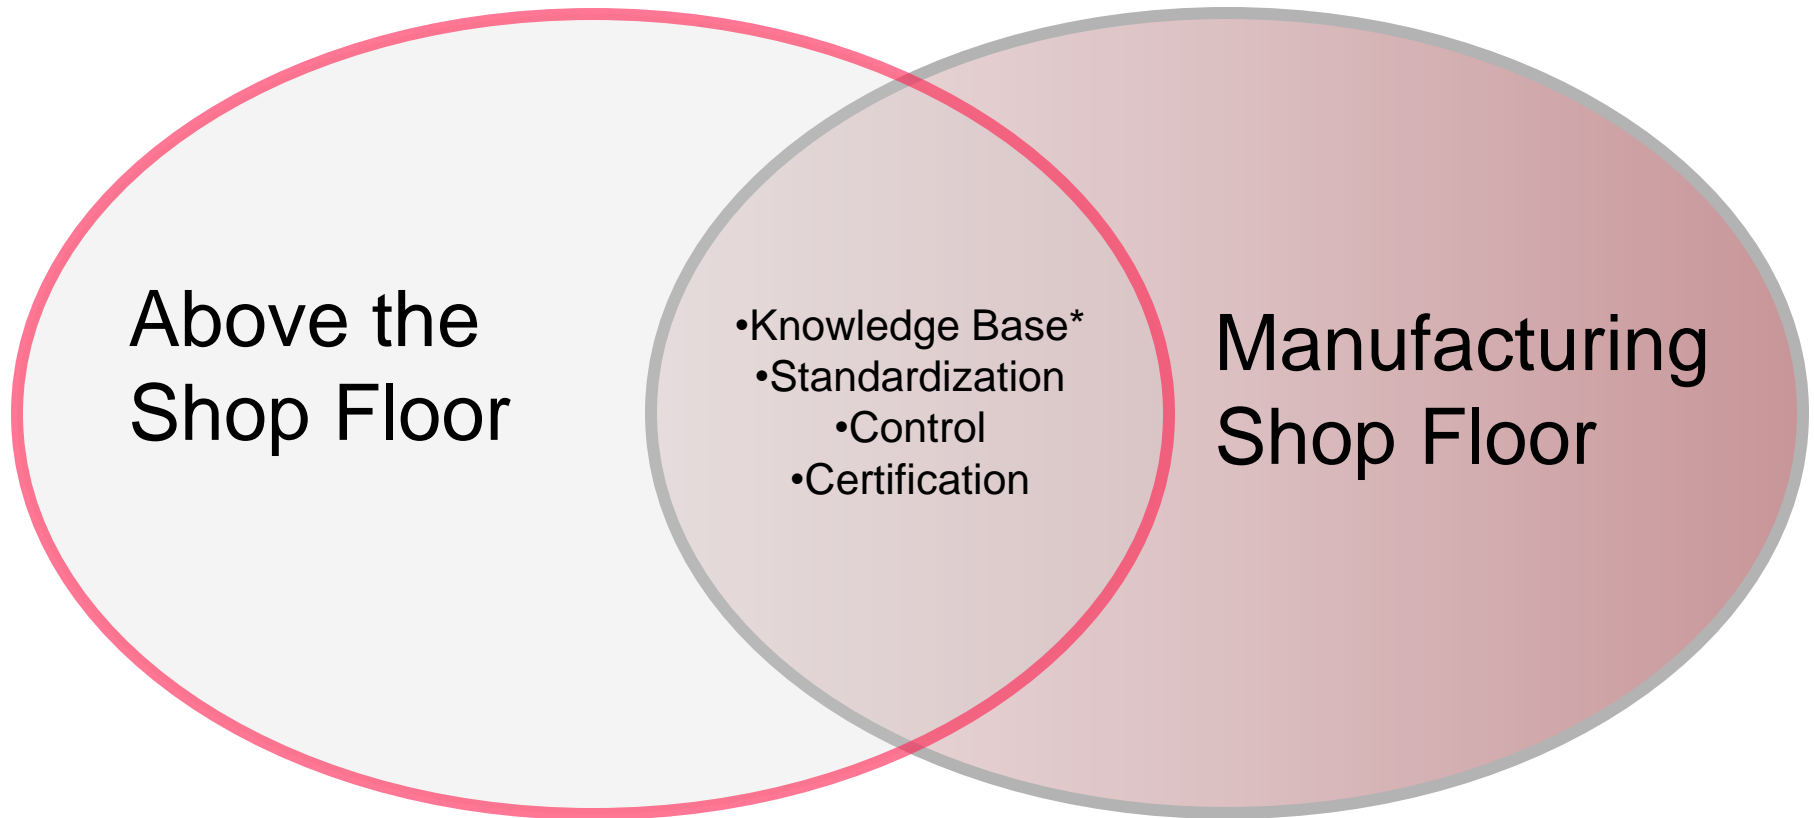 Above the
Shop Floor
•Knowledge Base*
•Standardization
•Control
•Certification
Manufacturing
Shop Floor